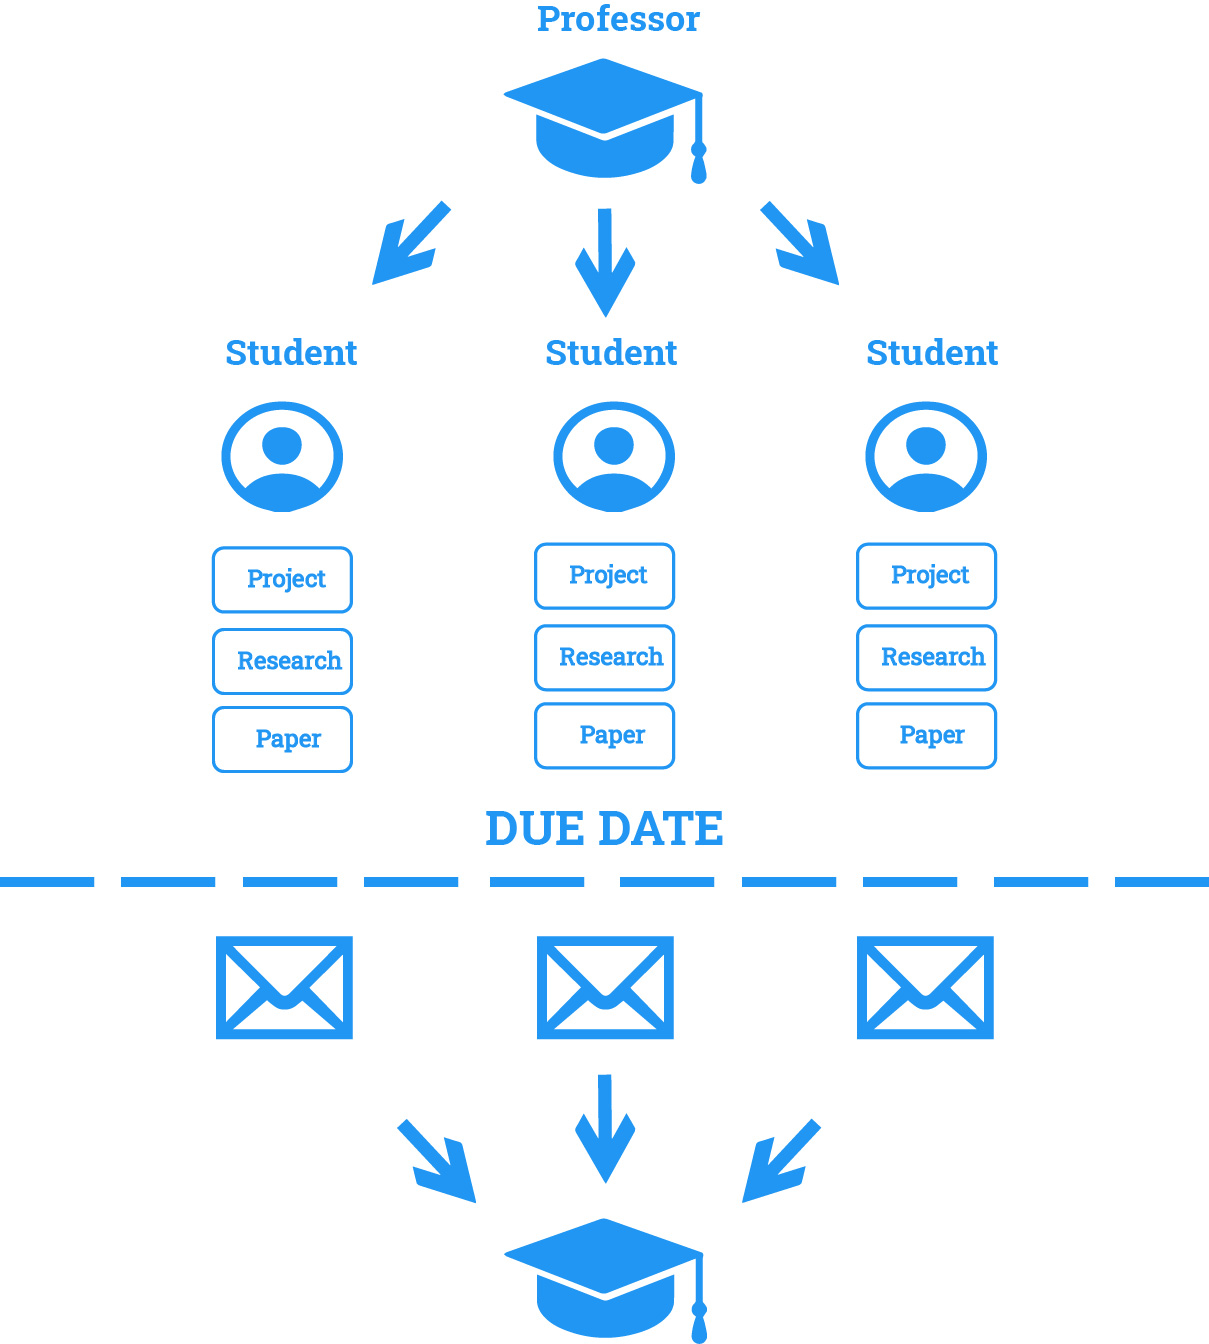 Professor
Student Student Student
Project Project Project
Research Research Research
Paper Paper Paper
DUE DATE